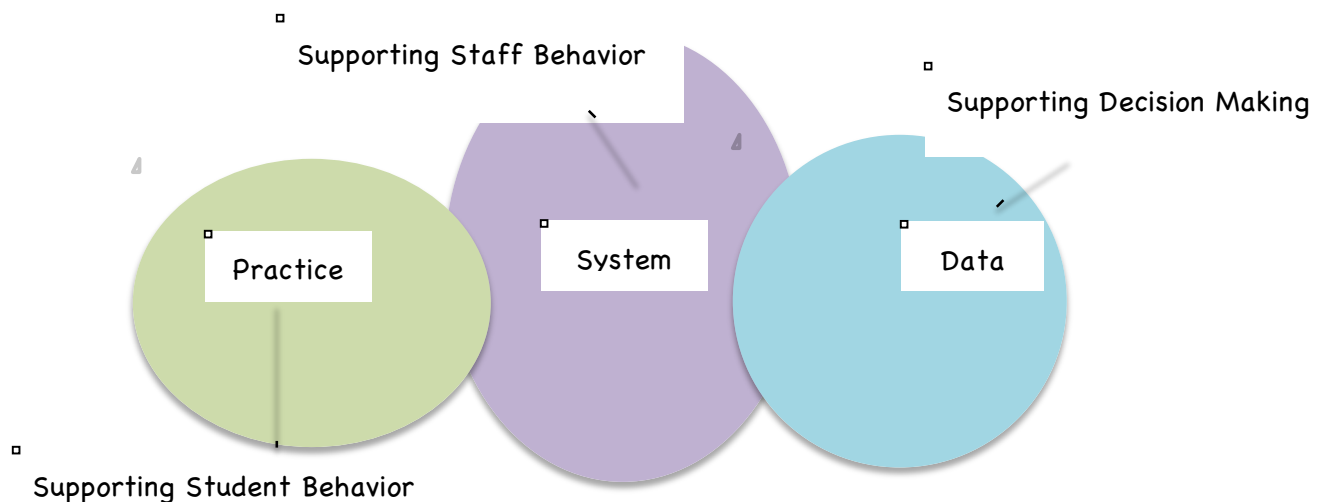 Supporting Staff Behavior
Supporting Decision Making
Practice
System
Data
Supporting Student Behavior